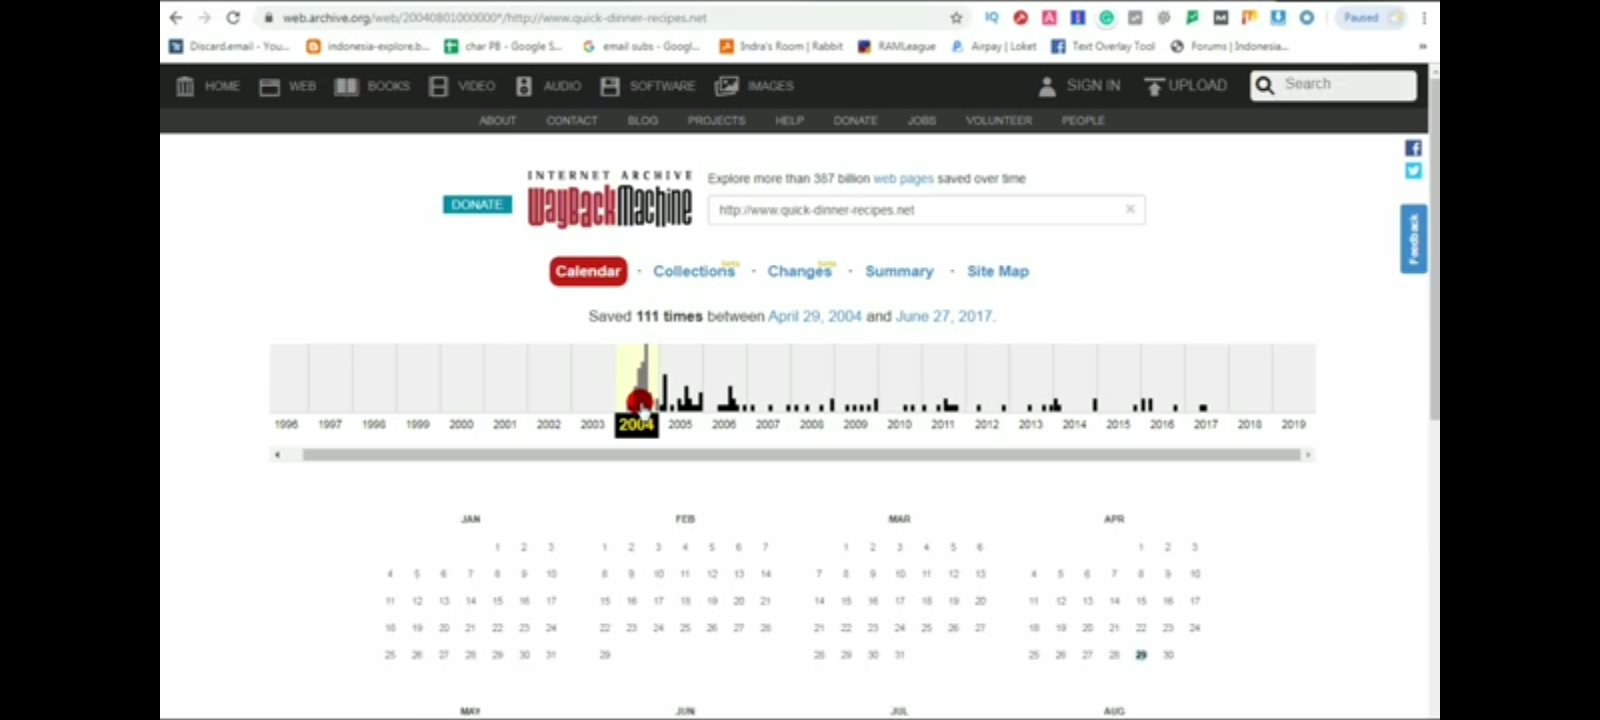 web.archive.org/web/20040801000000*/http://www.quick-dinner-recipes.net
Paused
Discard.email - You... indonesia-explore.b... char PB - Google S... email subs - Googl... Indra's Room | Rabbit RAMLeague Airpay | Loket Text Overlay Tool Forums | Indonesia... »
HOME WEB BOOKS VIDEO AUDIO SOFTWARE IMAGES SIGN IN UPLOAD Search
ABOUT CONTACT BLOG PROJECTS HELP DONATE JOBS VOLUNTEER PEOPLE
INTERNET ARCHIVE
WayBackMachine
DONATE
Explore more than 387 billion web pages saved over time
http://www.quick-dinner-recipes.net ×
Feedback
Calendar · Collections beta · Changes beta · Summary · Site Map
Saved 111 times between April 29, 2004 and June 27, 2017.
1996 1997 1998 1999 2000 2001 2002 2003 2004 2005 2006 2007 2008 2009 2010 2011 2012 2013 2014 2015 2016 2017 2018 2019
JAN FEB MAR APR
1 2 3 1 2 3 4 5 6 7 1 2 3 4 5 6 1 2 3
4 5 6 7 8 9 10 8 9 10 11 12 13 14 7 8 9 10 11 12 13 4 5 6 7 8 9 10
11 12 13 14 15 16 17 15 16 17 18 19 20 21 14 15 16 17 18 19 20 11 12 13 14 15 16 17
18 19 20 21 22 23 24 22 23 24 25 26 27 28 21 22 23 24 25 26 27 18 19 20 21 22 23 24
25 26 27 28 29 30 31 29 28 29 30 31 25 26 27 28 29 30
MAY JUN JUL AUG